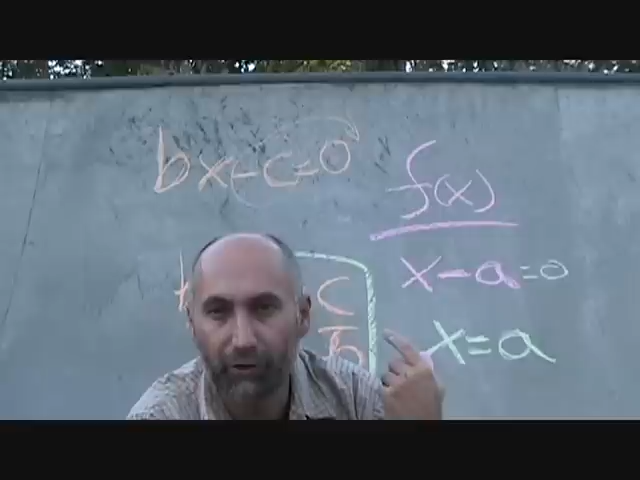 bx-c=0
f(x)
x-a=0
c
b
x=a